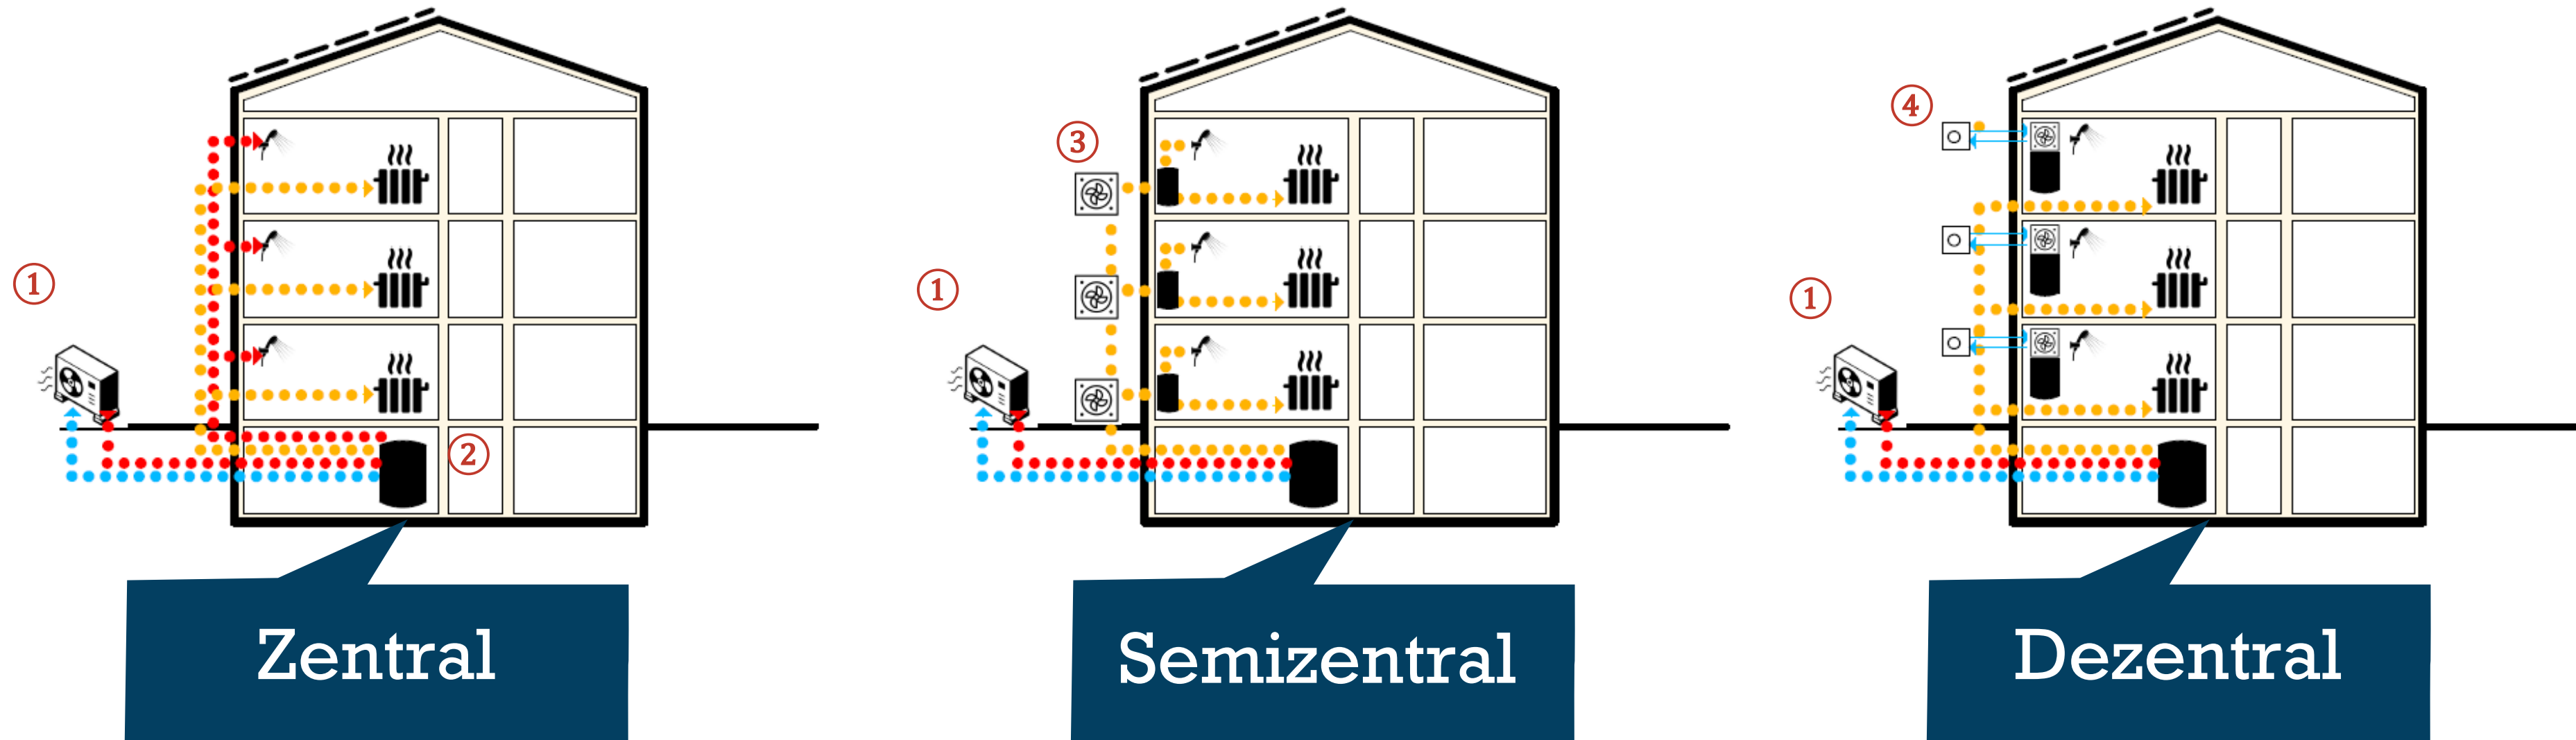 ①
②
Zentral
③
①
Semizentral
④
①
Dezentral